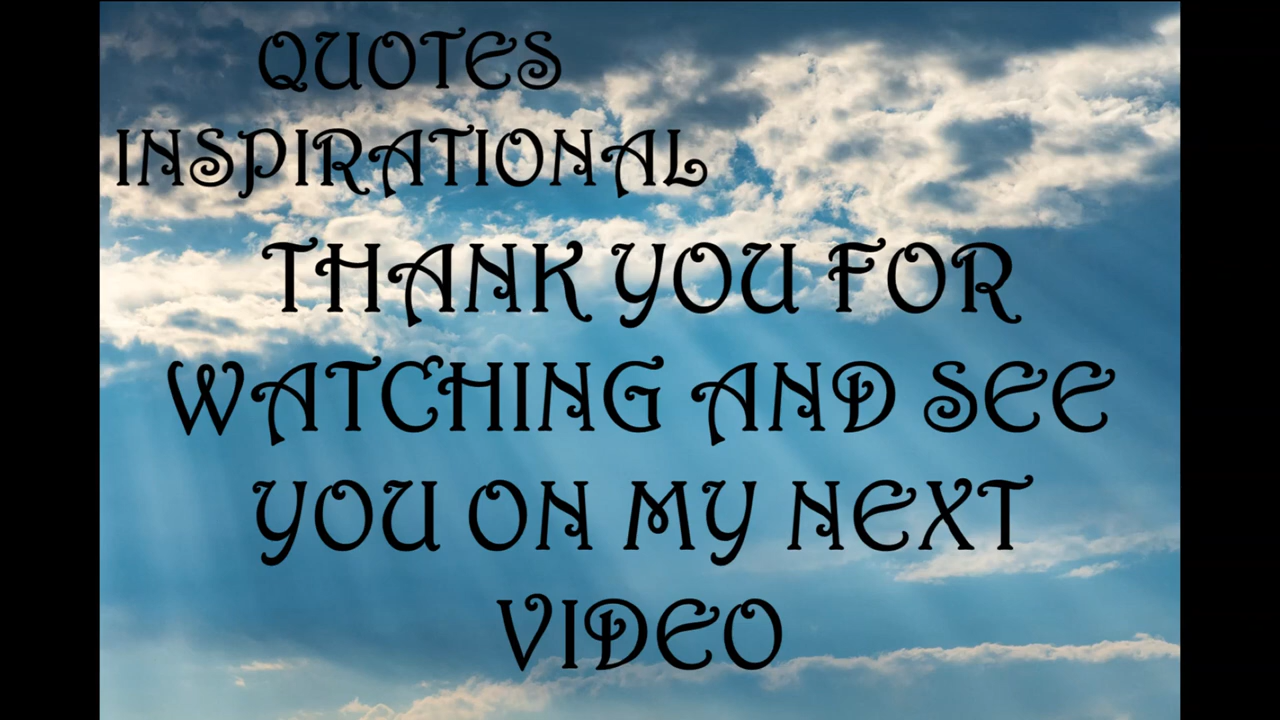 QUOTES
INSPIRATIONAL
THANK YOU FOR
WATCHING AND SEE
YOU ON MY NEXT
VIDEO